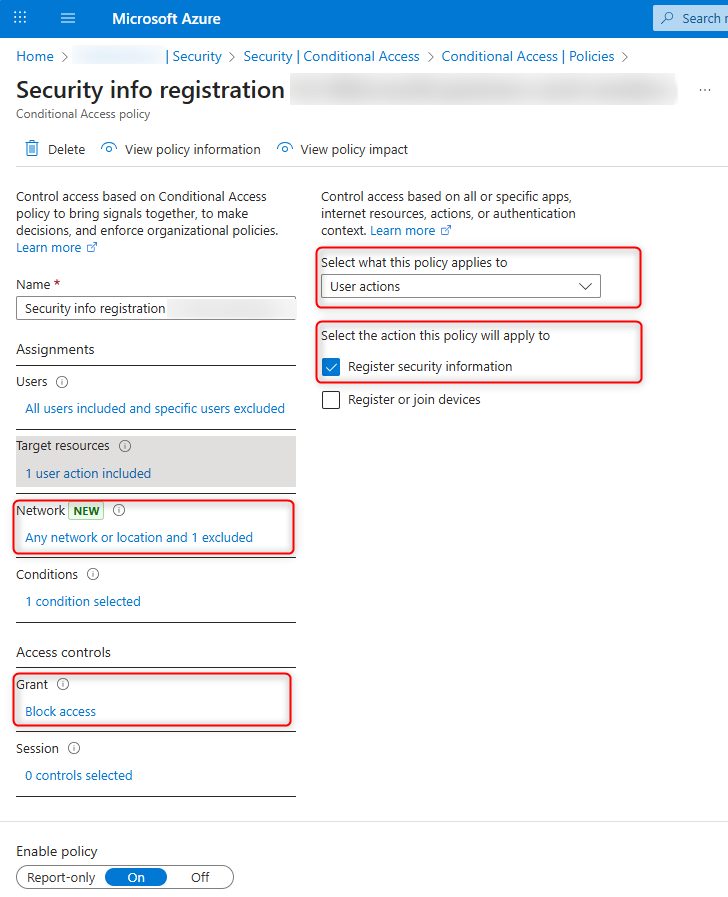 Microsoft Azure
Search r
Home > | Security > Security | Conditional Access > Conditional Access | Policies >
Security info registration
...
Conditional Access policy
Delete View policy information View policy impact
Control access based on Conditional Access
policy to bring signals together, to make
decisions, and enforce organizational policies.
Learn more
Name *
Security info registration
Assignments
Users
All users included and specific users excluded
Target resources
1 user action included
Network NEW
Any network or location and 1 excluded
Conditions
1 condition selected
Access controls
Grant
Block access
Session
0 controls selected
Control access based on all or specific apps,
internet resources, actions, or authentication
context. Learn more
Select what this policy applies to
User actions
Select the action this policy will apply to
Register security information
Register or join devices
Enable policy
Report-only On Off